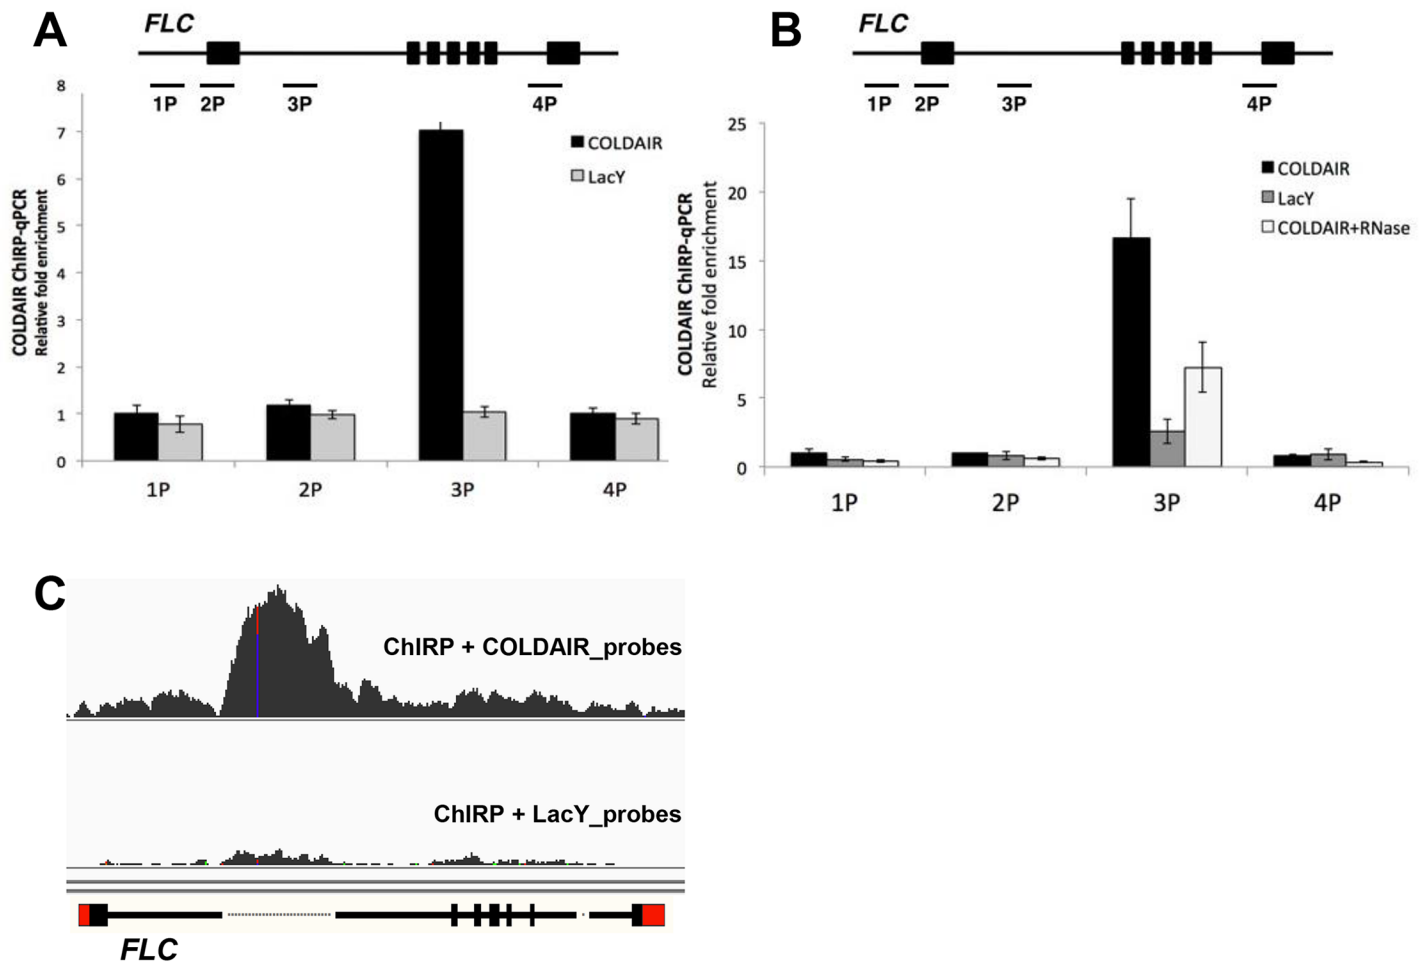 A
FLC
1P 2P 3P 4P
8
7
6
5
4
3
2
1
0
COLDAIR ChIRP-qPCR
Relative fold enrichment
COLDAIR
LacY
1P 2P 3P 4P
B
FLC
1P 2P 3P 4P
25
20
15
10
5
0
COLDAIR ChIRP-qPCR
Relative fold enrichment
COLDAIR
LacY
COLDAIR+RNase
1P 2P 3P 4P
C
ChIRP + COLDAIR_probes
ChIRP + LacY_probes
FLC